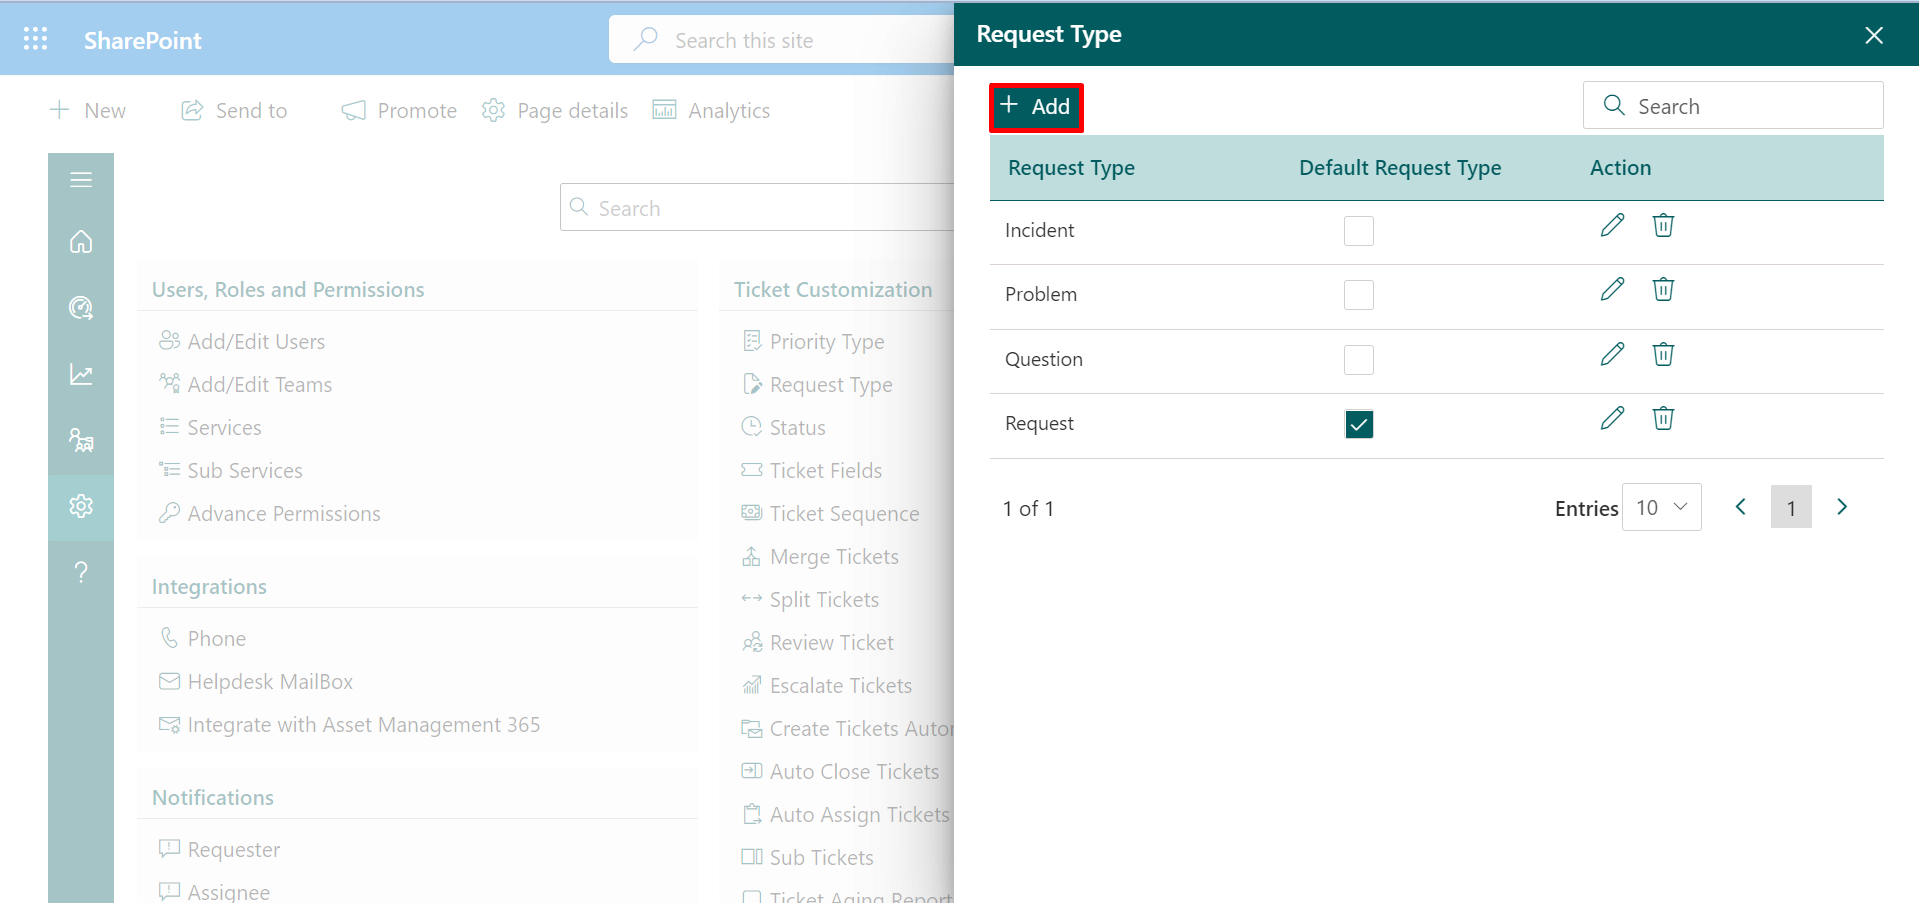 SharePoint
Search this site
New
Send to
Promote
Page details
Analytics
Search
Users, Roles and Permissions
Add/Edit Users
Add/Edit Teams
Services
Sub Services
Advance Permissions
Integrations
Phone
Helpdesk MailBox
Integrate with Asset Management 365
Notifications
Requester
Assignee
Ticket Customization
Priority Type
Request Type
Status
Ticket Fields
Ticket Sequence
Merge Tickets
Split Tickets
Review Ticket
Escalate Tickets
Create Tickets Autor
Auto Close Tickets
Auto Assign Tickets
Sub Tickets
Ticket Aging Report
Request Type
Add
Search
Request Type Default Request Type Action
Incident
Problem
Question
Request
1 of 1
Entries 10 1